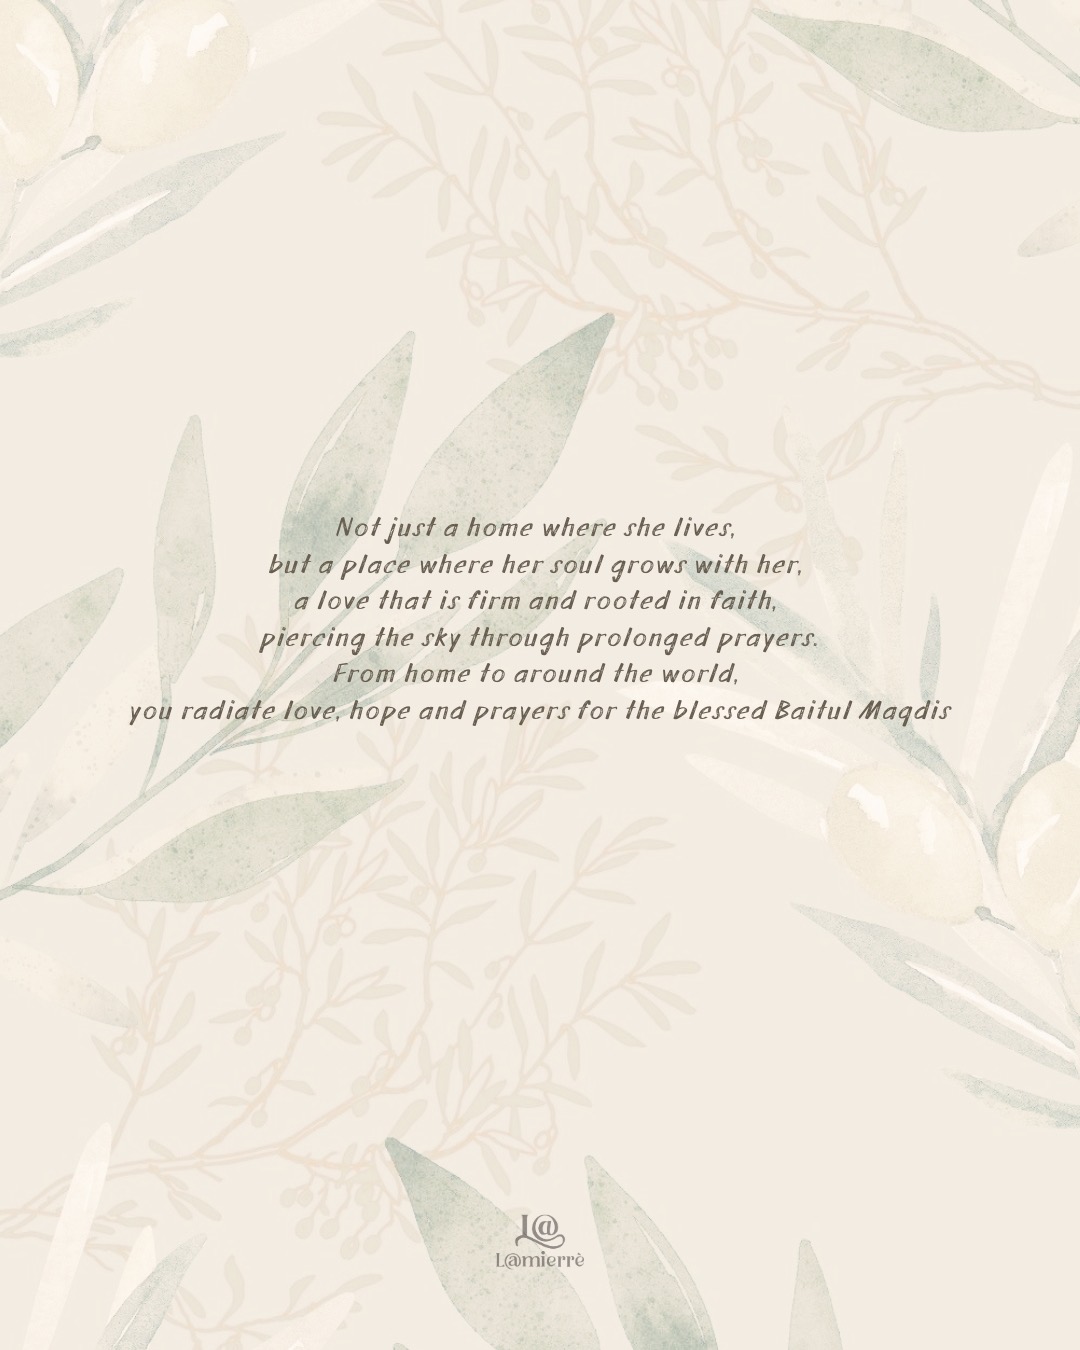 Not just a home where she lives,
but a place where her soul grows with her,
a love that is firm and rooted in faith,
piercing the sky through prolonged prayers.
From home to around the world,
you radiate love, hope and prayers for the blessed Baitul Maqdis
L@
L@mierrè